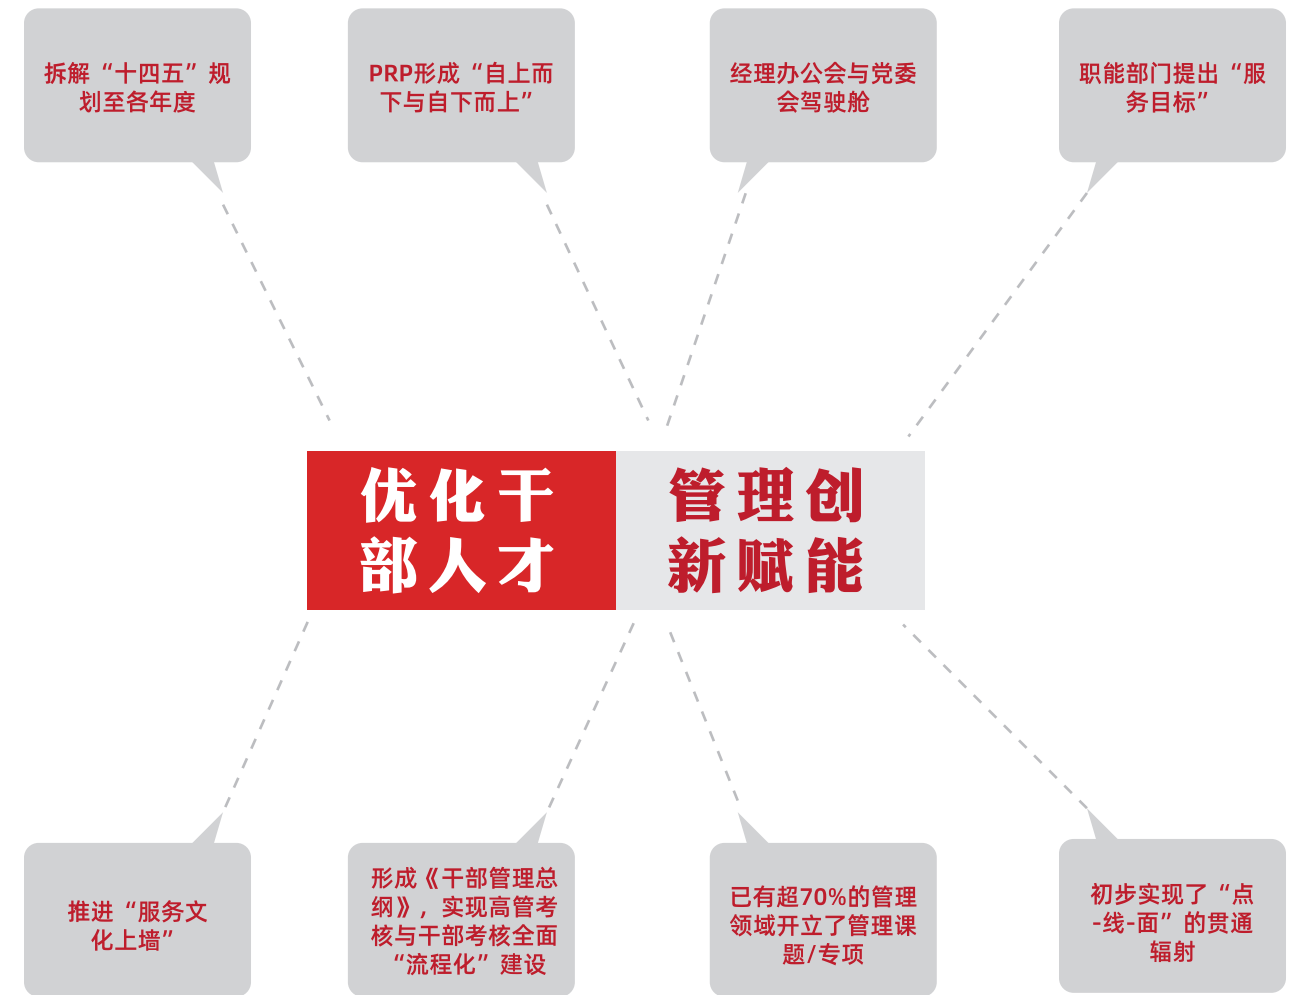 拆解“十四五”规
划至各年度
PRP形成“自上而
下与自下而上”
经理办公会与党委
会驾驶舱
职能部门提出“服
务目标”
优化干
部人才
管理创
新赋能
推进“服务文
化上墙”
形成《干部管理总
纲》，实现高管考
核与干部考核全面
“流程化”建设
已有超70%的管理
领域开立了管理课
题/专项
初步实现了“点
-线-面”的贯通
辐射